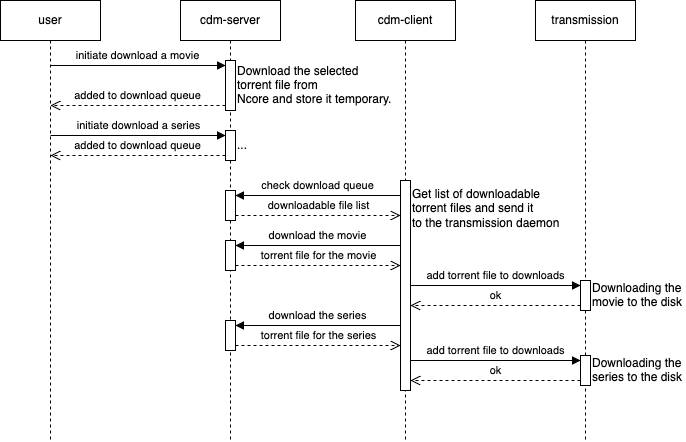 user
cdm-server
cdm-client
transmission
initiate download a movie
Download the selected
torrent file from
Ncore and store it temporary.
added to download queue
initiate download a series
added to download queue
...
check download queue
Get list of downloadable
torrent files and send it
to the transmission daemon
downloadable file list
download the movie
torrent file for the movie
add torrent file to downloads
Downloading the
movie to the disk
ok
download the series
torrent file for the series
add torrent file to downloads
Downloading the
series to the disk
ok